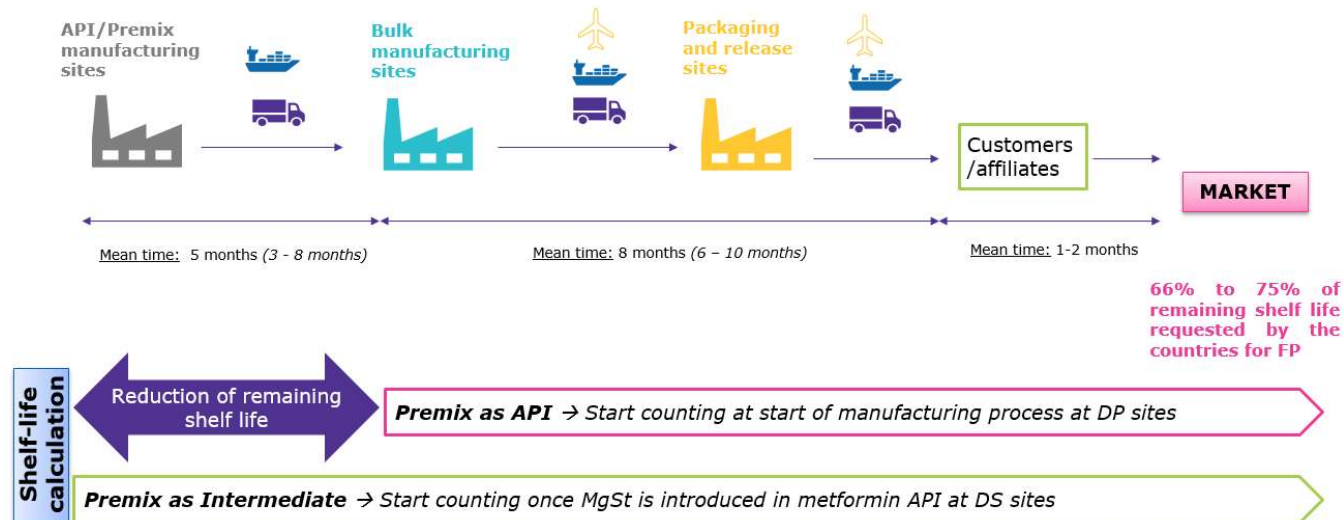 API/Premix
manufacturing
sites
Bulk
manufacturing
sites
Packaging
and release
sites
Customers
/affiliates
MARKET
Mean time: 5 months (3 - 8 months)
Mean time: 8 months (6 – 10 months)
Mean time: 1-2 months
66% to 75% of
remaining shelf life
requested by the
countries for FP
Shelf-life
calculation
Reduction of remaining
shelf life
Premix as API → Start counting at start of manufacturing process at DP sites
Premix as Intermediate → Start counting once MgSt is introduced in metformin API at DS sites